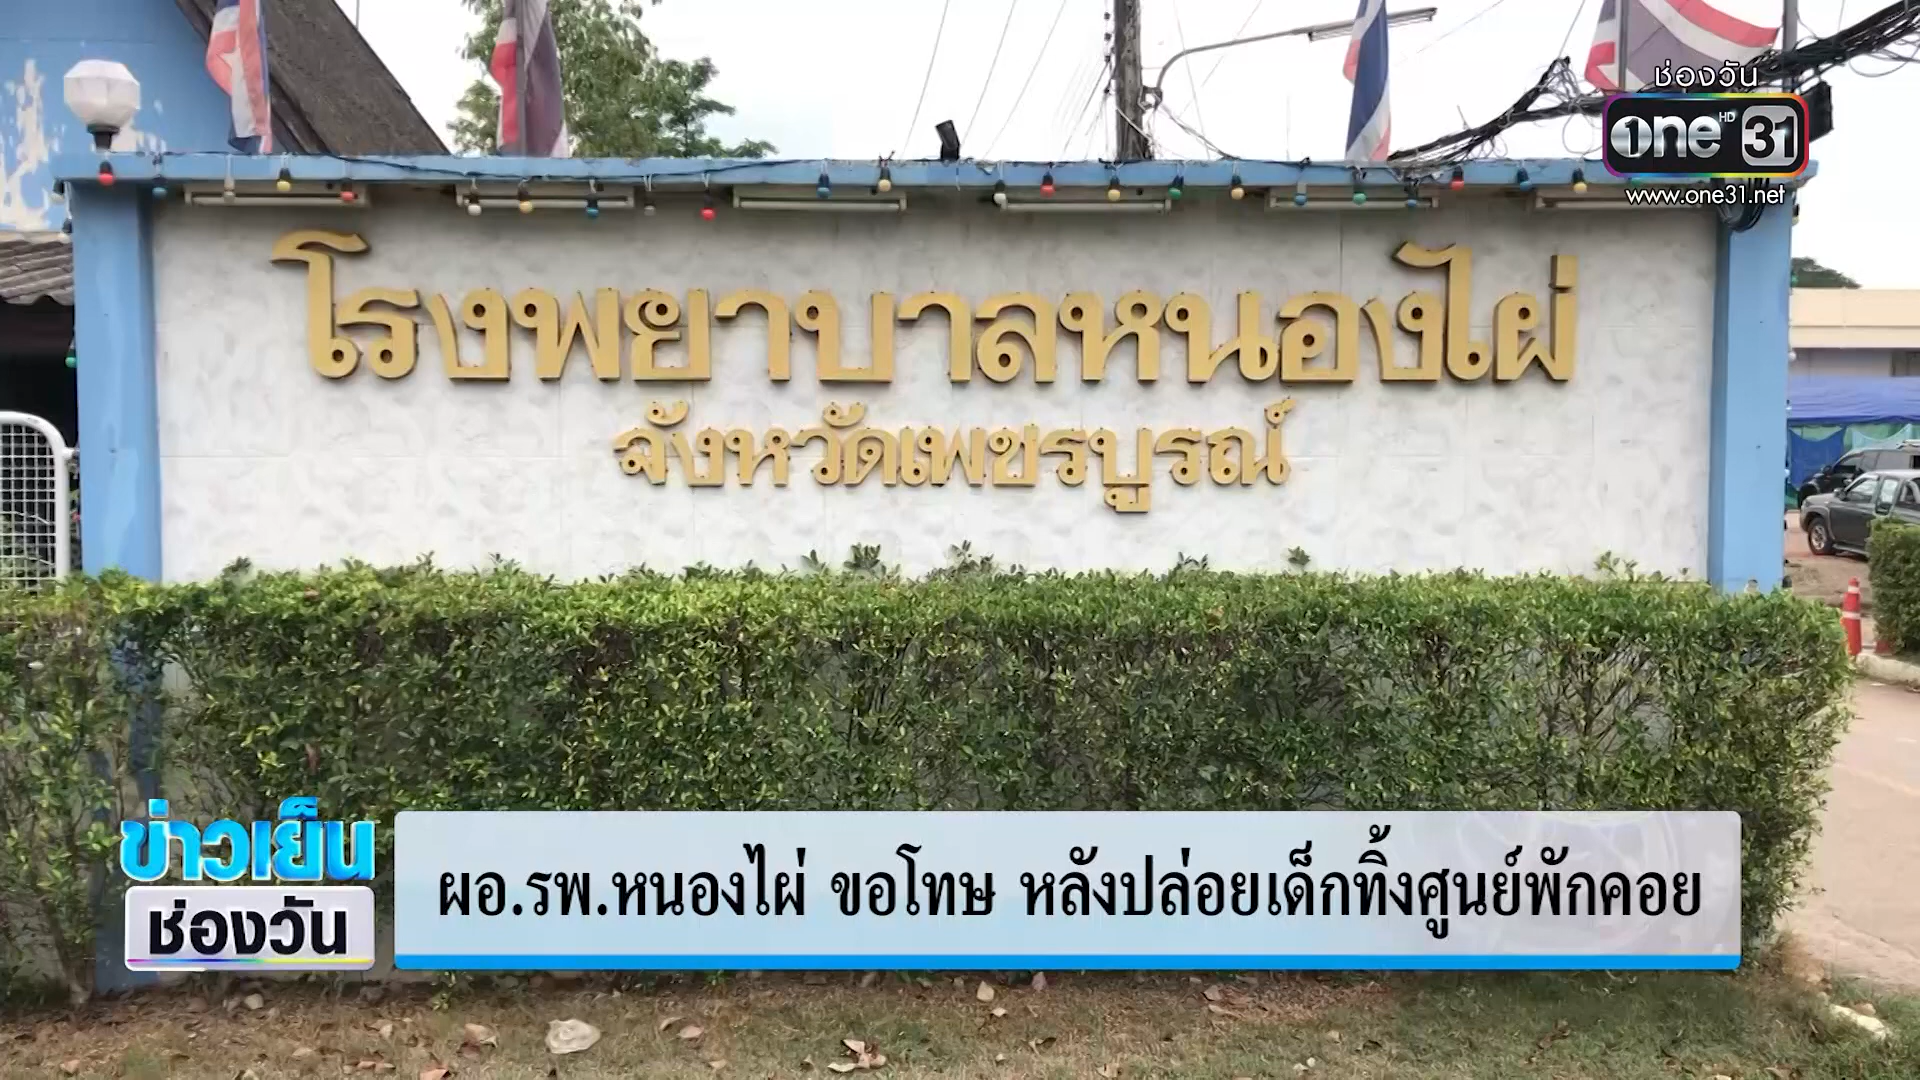 ช่องวัน
one HD 31
www.one31.net
โรงพยาบาลหนองไผ่
จังหวัดเพชรบูรณ์
ข่าวเย็น
ช่องวัน
ผอ.รพ.หนองไผ่ ขอโทษ หลังปล่อยเด็กทิ้งศูนย์พักคอย